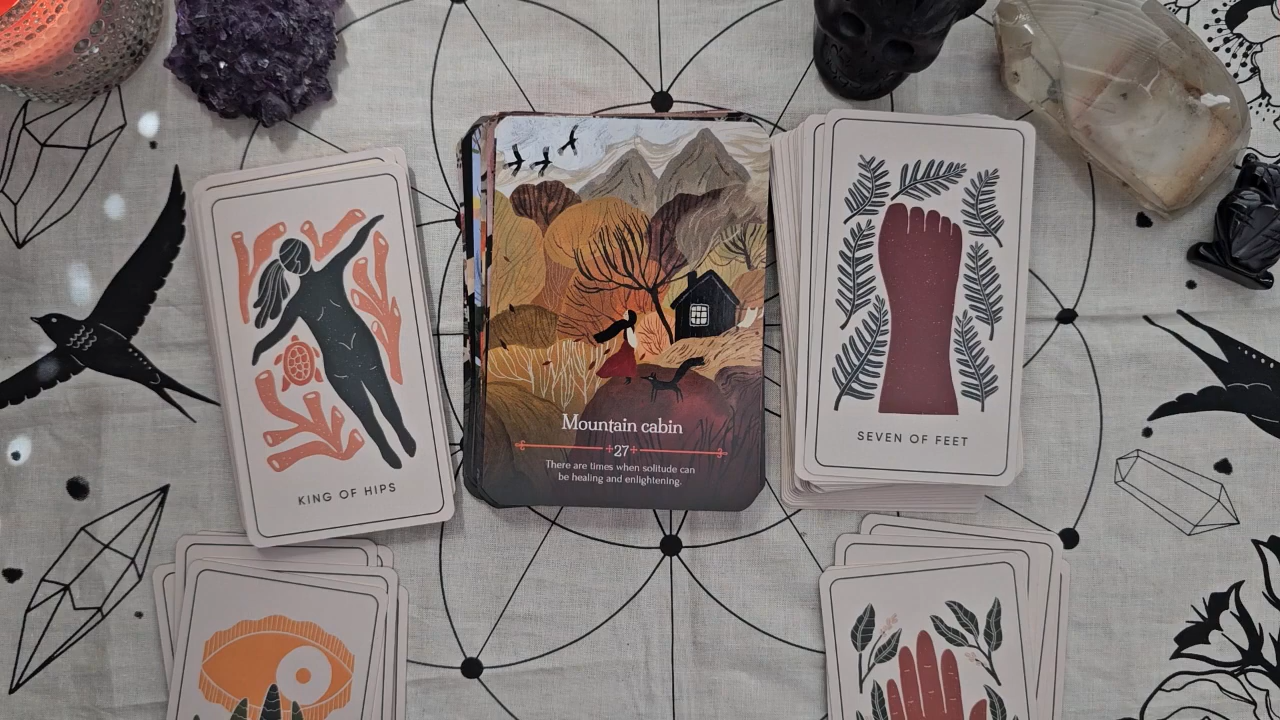 KING OF HIPS
Mountain cabin
27
There are times when solitude can
be healing and enlightening.
SEVEN OF FEET